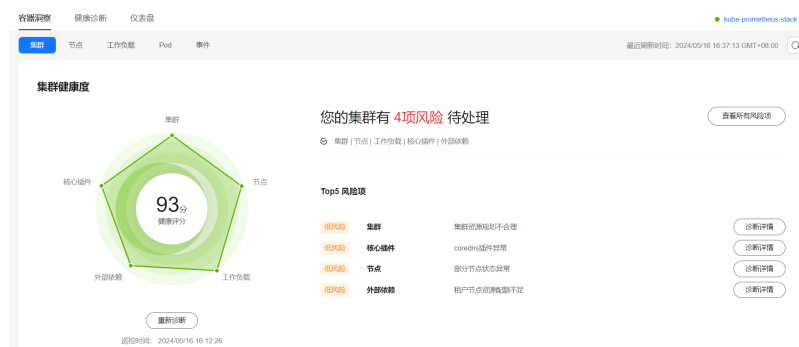 容器洞察 健康诊断 仪表盘 kube-prometheus-stack
集群 节点 工作负载 Pod 事件 最近刷新时间: 2024/05/16 16:37:13 GMT+08:00
集群健康度
您的集群有 4项风险 待处理 查看所有风险项
集群 | 节点 | 工作负载 | 核心插件 | 外部依赖
集群
核心插件 节点
93分
健康评分
外部依赖 工作负载
重新诊断
巡检时间: 2024/05/16 16:12:26
Top5 风险项
低风险 集群 集群资源规划不合理 诊断详情
低风险 核心插件 coredns插件异常 诊断详情
低风险 节点 部分节点状态异常 诊断详情
低风险 外部依赖 租户节点资源配额不足 诊断详情